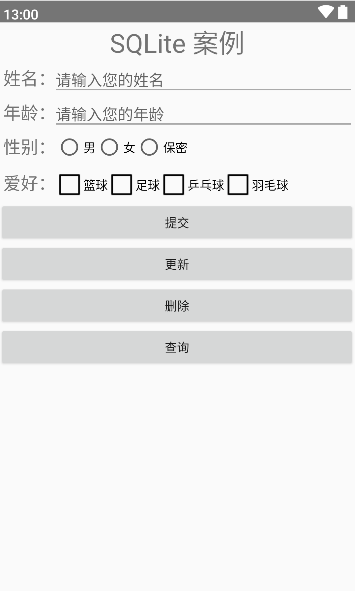 13:00
SQLite 案例
姓名： 请输入您的姓名
年龄： 请输入您的年龄
性别： 男 女 保密
爱好： 篮球 足球 乒乓球 羽毛球
提交
更新
删除
查询